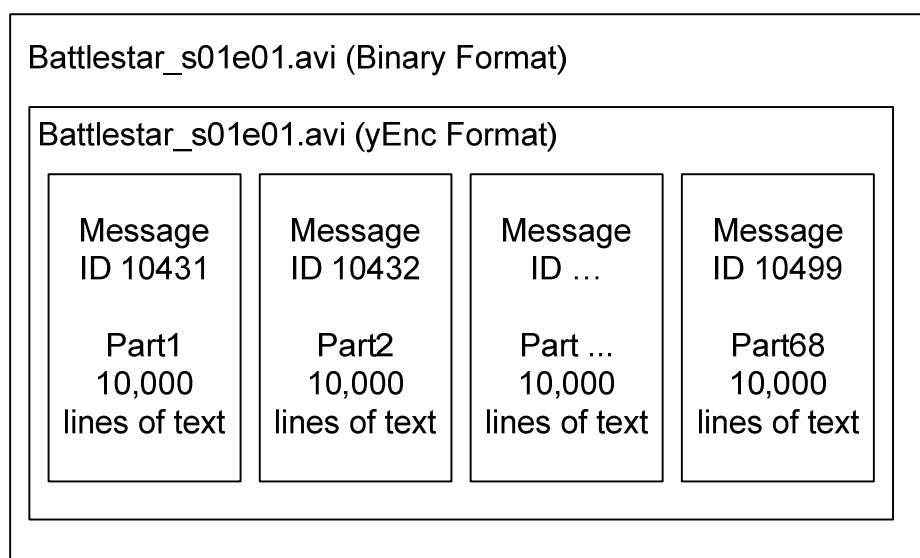 Battlestar_s01e01.avi (Binary Format)
Battlestar_s01e01.avi (yEnc Format)
Message
ID 10431
Part1
10,000
lines of text
Message
ID 10432
Part2
10,000
lines of text
Message
ID …
Part ...
10,000
lines of text
Message
ID 10499
Part68
10,000
lines of text